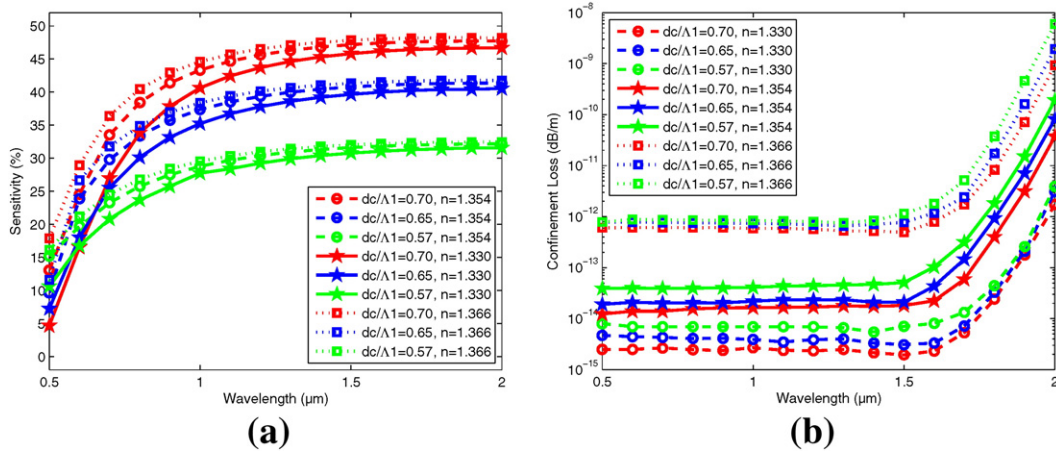 50
45
40
35
30
25
20
15
10
5
0
Sensitivity (%)
dc/Λ1=0.70, n=1.354
dc/Λ1=0.65, n=1.354
dc/Λ1=0.57, n=1.354
dc/Λ1=0.70, n=1.330
dc/Λ1=0.65, n=1.330
dc/Λ1=0.57, n=1.330
dc/Λ1=0.70, n=1.366
dc/Λ1=0.65, n=1.366
dc/Λ1=0.57, n=1.366
0.5 1 1.5 2
Wavelength (µm)
(a)
10⁻⁸
10⁻⁹
10⁻¹⁰
10⁻¹¹
10⁻¹²
10⁻¹³
10⁻¹⁴
10⁻¹⁵
Confinement Loss (dB/m)
dc/Λ1=0.70, n=1.330
dc/Λ1=0.65, n=1.330
dc/Λ1=0.57, n=1.330
dc/Λ1=0.70, n=1.354
dc/Λ1=0.65, n=1.354
dc/Λ1=0.57, n=1.354
dc/Λ1=0.70, n=1.366
dc/Λ1=0.65, n=1.366
dc/Λ1=0.57, n=1.366
0.5 1 1.5 2
Wavelength (µm)
(b)